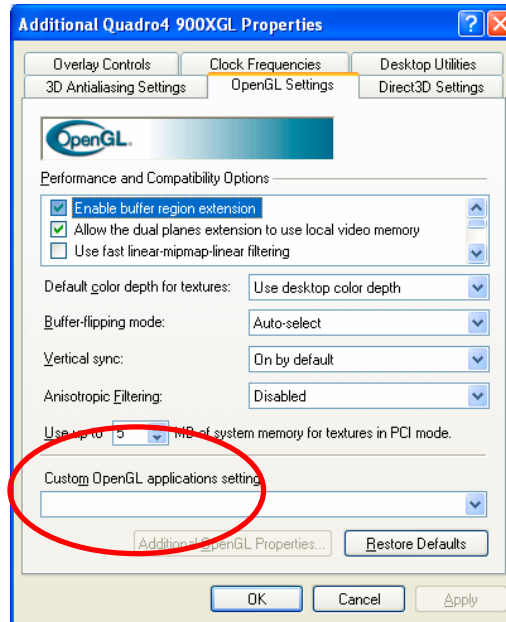 Additional Quadro4 900XGL Properties
Overlay Controls Clock Frequencies Desktop Utilities
3D Antialiasing Settings OpenGL Settings Direct3D Settings
OpenGL.
Performance and Compatibility Options
Enable buffer region extension
Allow the dual planes extension to use local video memory
Use fast linear-mipmap-linear filtering
Default color depth for textures: Use desktop color depth
Buffer-flipping mode: Auto-select
Vertical sync: On by default
Anisotropic Filtering: Disabled
Use up to 5 MB of system memory for textures in PCI mode.
Custom OpenGL applications setting
Additional OpenGL Properties... Restore Defaults
OK Cancel Apply